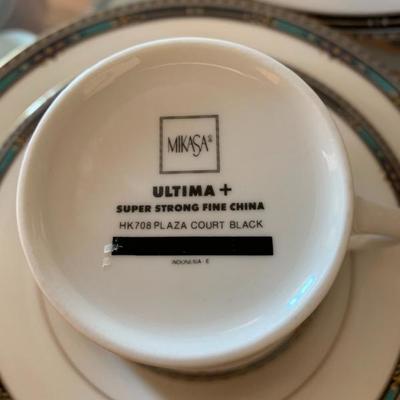 MIKASA®
ULTIMA +
SUPER STRONG FINE CHINA
HK708 PLAZA COURT BLACK
INDONESIA - E